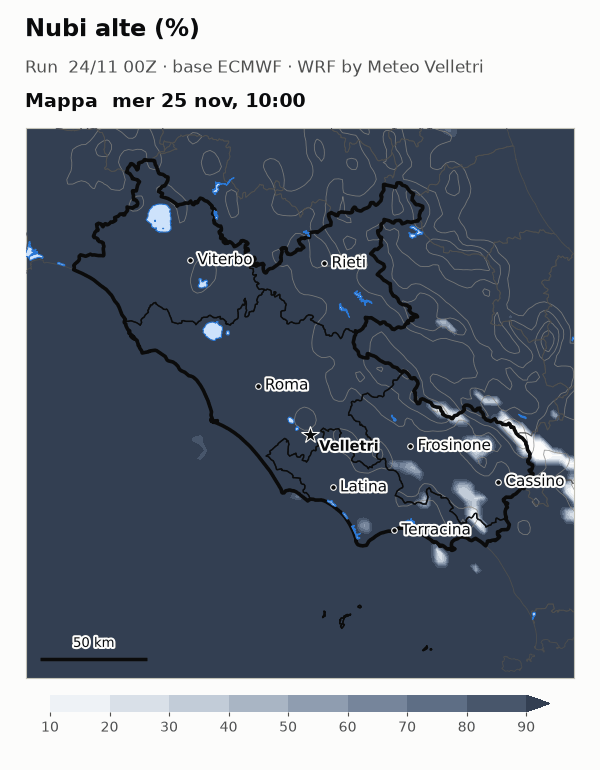 Nubi alte (%)
Run  24/11 00Z · base ECMWF · WRF by Meteo Velletri
Mappa  mer 25 nov, 10:00
Viterbo
Rieti
Roma
Velletri
Frosinone
Cassino
Latina
Terracina
50 km
10 20 30 40 50 60 70 80 90